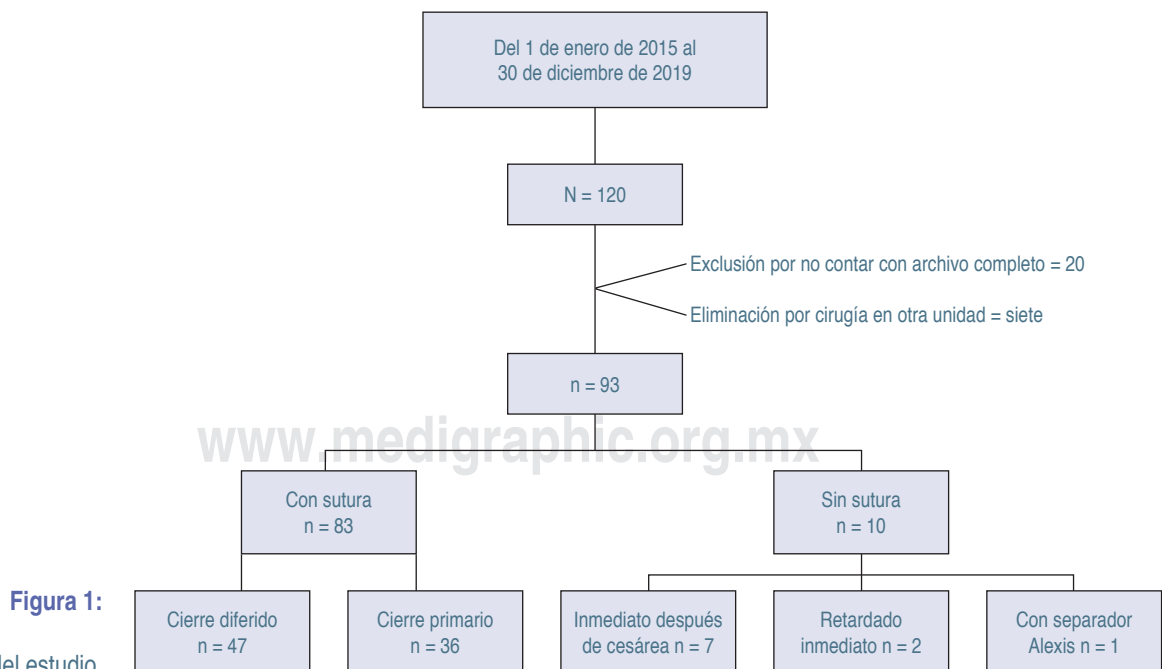 Del 1 de enero de 2015 al
30 de diciembre de 2019
N = 120
Exclusión por no contar con archivo completo = 20
Eliminación por cirugía en otra unidad = siete
n = 93
www.medigraphic.org.mx
Con sutura
n = 83
Sin sutura
n = 10
Figura 1:
del estudio
Cierre diferido
n = 47
Cierre primario
n = 36
Inmediato después
de cesárea n = 7
Retardado
inmediato n = 2
Con separador
Alexis n = 1